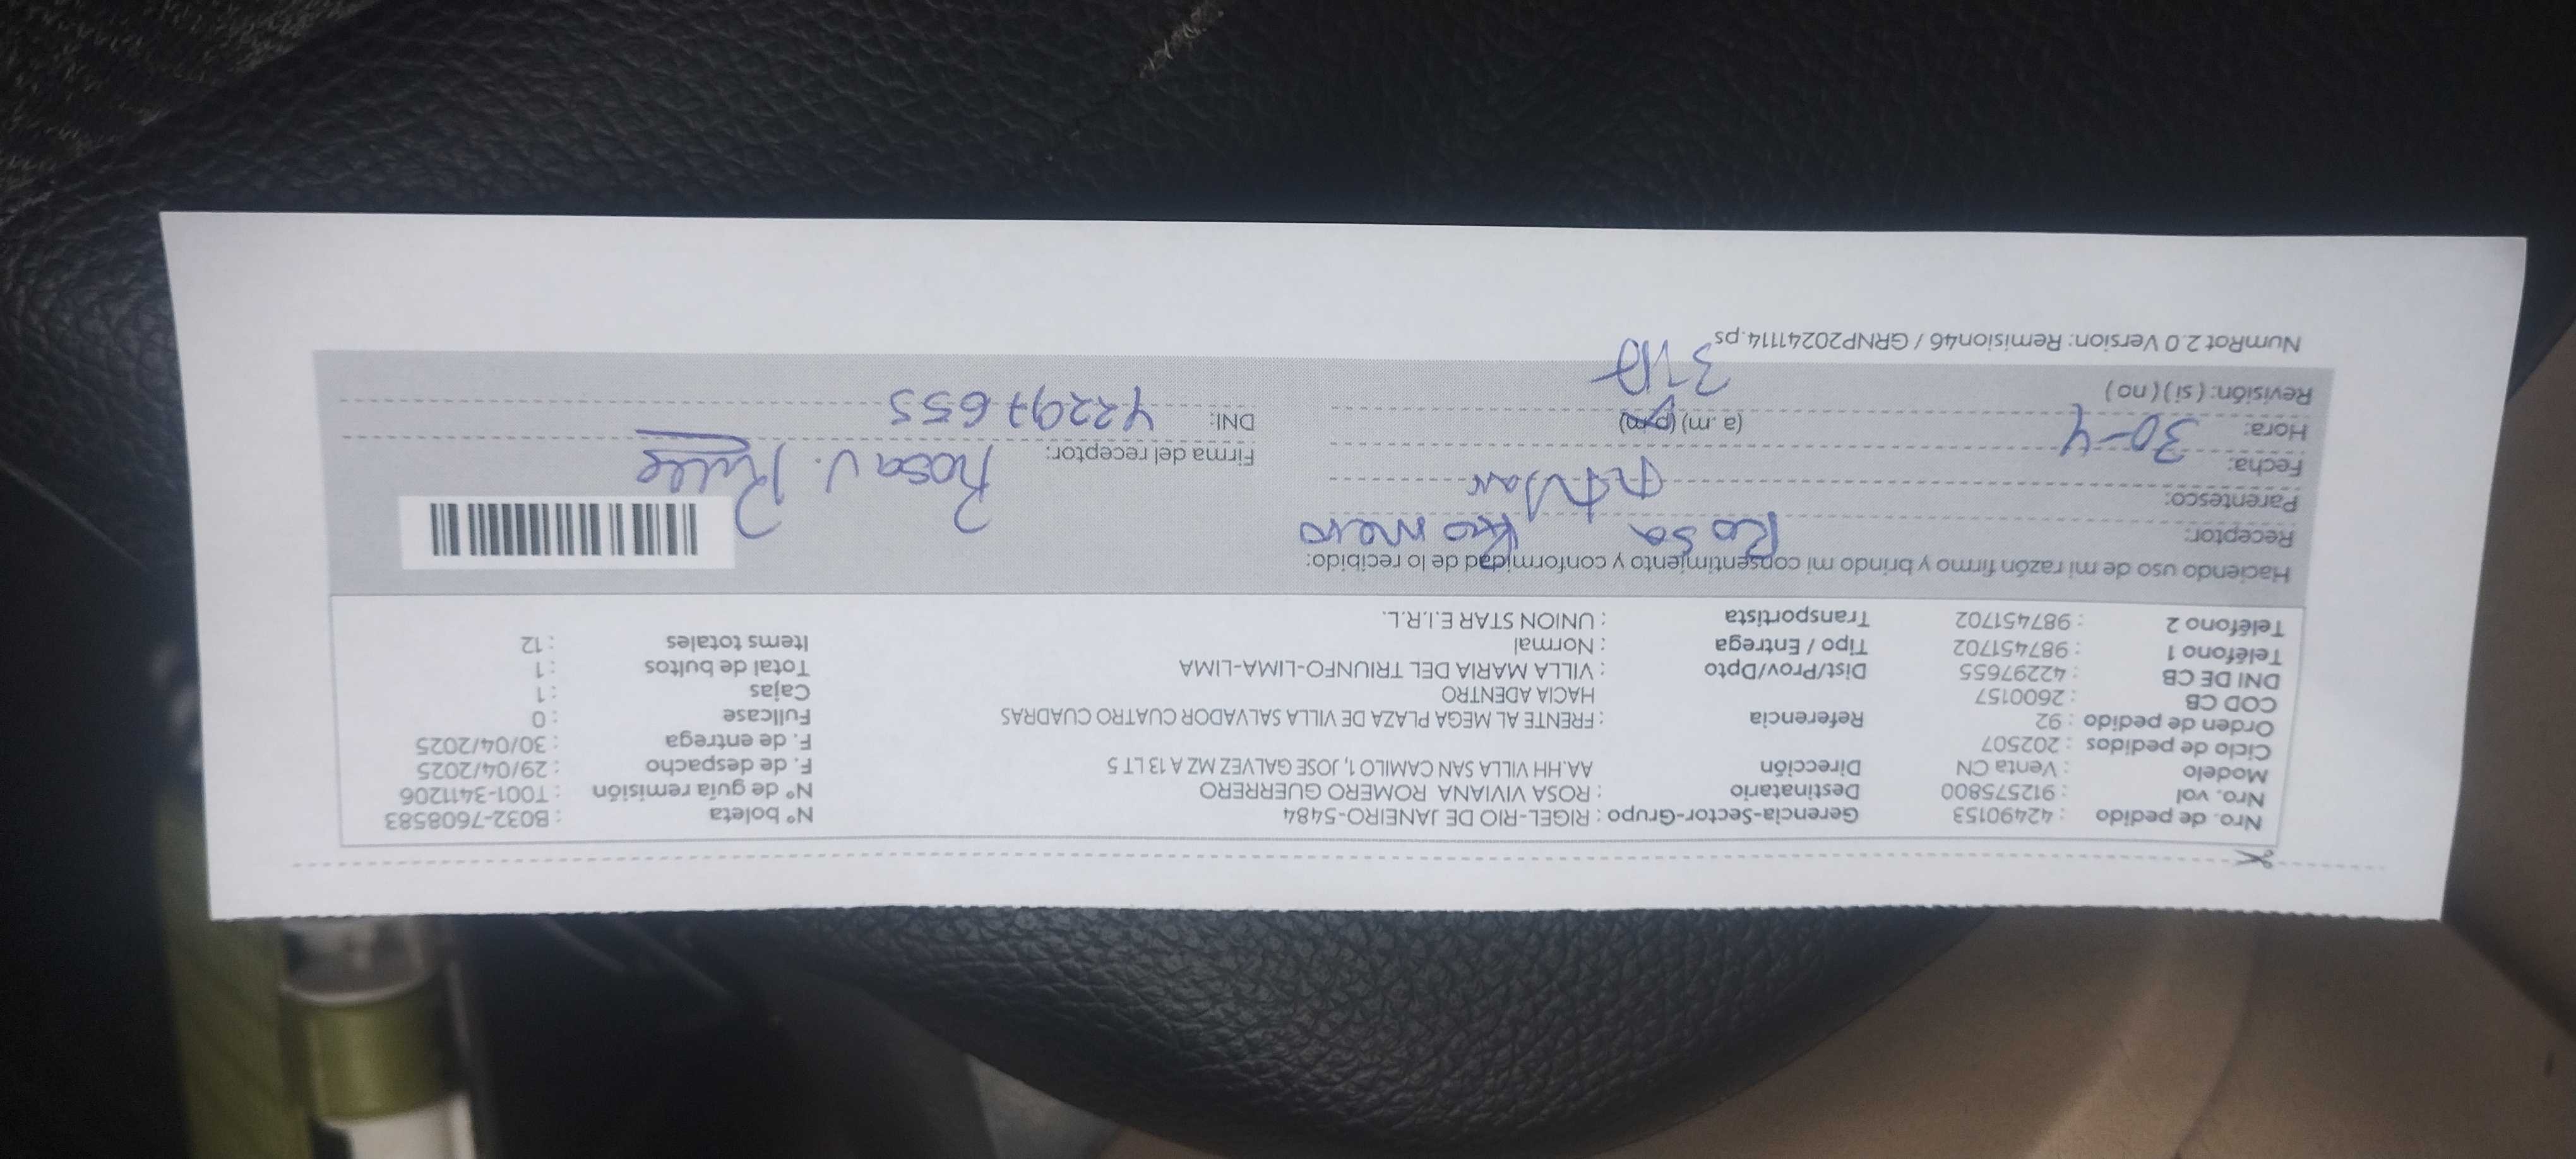 Nro. de pedido : 42490153 Gerencia-Sector-Grupo : RIGEL-RIO DE JANEIRO-5484 N° boleta : B032-7608583
Nro. vol : 912575800 Destinatario : ROSA VIVIANA ROMERO GUERRERO N° de guía remisión : T001-3411206
Modelo : Venta CN Dirección AA.HH VILLA SAN CAMILO 1, JOSE GALVEZ MZ A 13 LT 5 F. de despacho : 29/04/2025
Ciclo de pedidos : 202507 F. de entrega : 30/04/2025
Orden de pedido : 92 Referencia : FRENTE AL MEGA PLAZA DE VILLA SALVADOR CUATRO CUADRAS Fullcase : 0
COD CB : 2600157 HACIA ADENTRO Cajas : 1
DNI DE CB : 42297655 Dist/Prov/Dpto : VILLA MARIA DEL TRIUNFO-LIMA-LIMA Total de bultos : 1
Teléfono 1 : 987451702 Tipo / Entrega : Normal Items totales : 12
Teléfono 2 : 987451702 Transportista : UNION STAR E.I.R.L.
Haciendo uso de mi razón firmo y brindo mi consentimiento y conformidad de lo recibido:
Receptor: Rosa Romero
Parentesco:
Fecha: 30-4 Firma del receptor: Rosa V.
Hora: (a .m) (p.m) DNI: 42297655
Revisión: ( si ) ( no )
NumRot 2.0 Version: Remision46 / GRNP20241114.ps